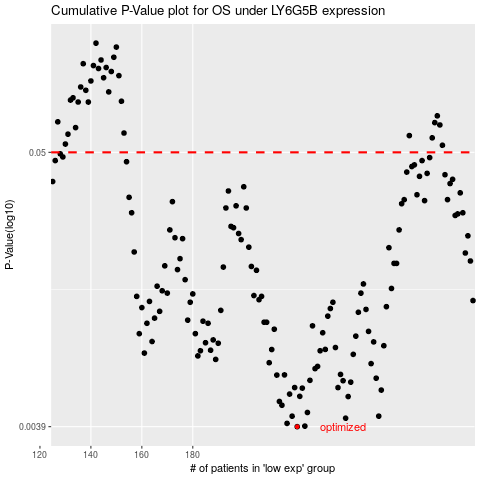 Cumulative P-Value plot for OS under LY6G5B expression
P-Value(log10)
0.05
0.0039
optimized
120 140 160 180
# of patients in 'low exp' group